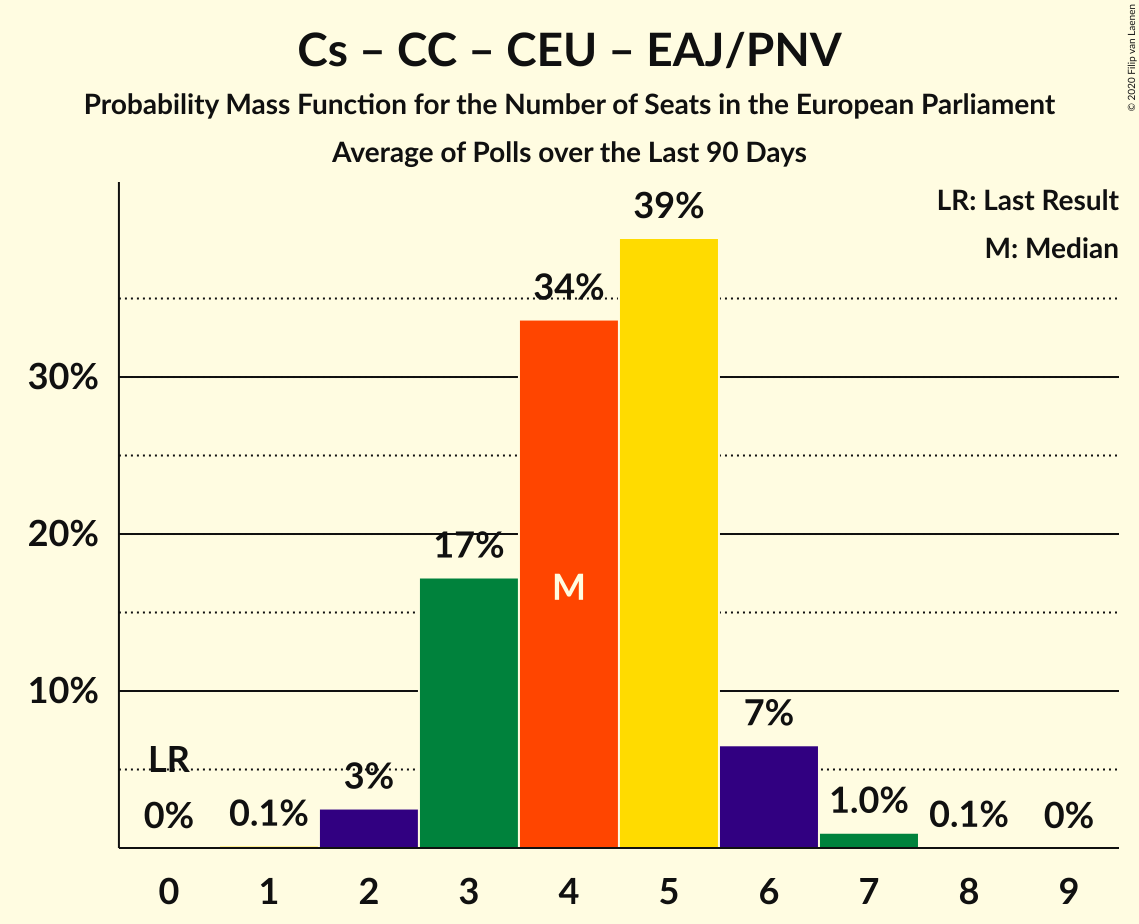 Cs – CC – CEU – EAJ/PNV
Probability Mass Function for the Number of Seats in the European Parliament
Average of Polls over the Last 90 Days
© 2020 Filip van Laenen
LR: Last Result
M: Median
39%
34%
30%
17%
20%
M
10%
7%
LR
3%
0%
0.1%
1.0%
0.1%
0%
0 1 2 3 4 5 6 7 8 9